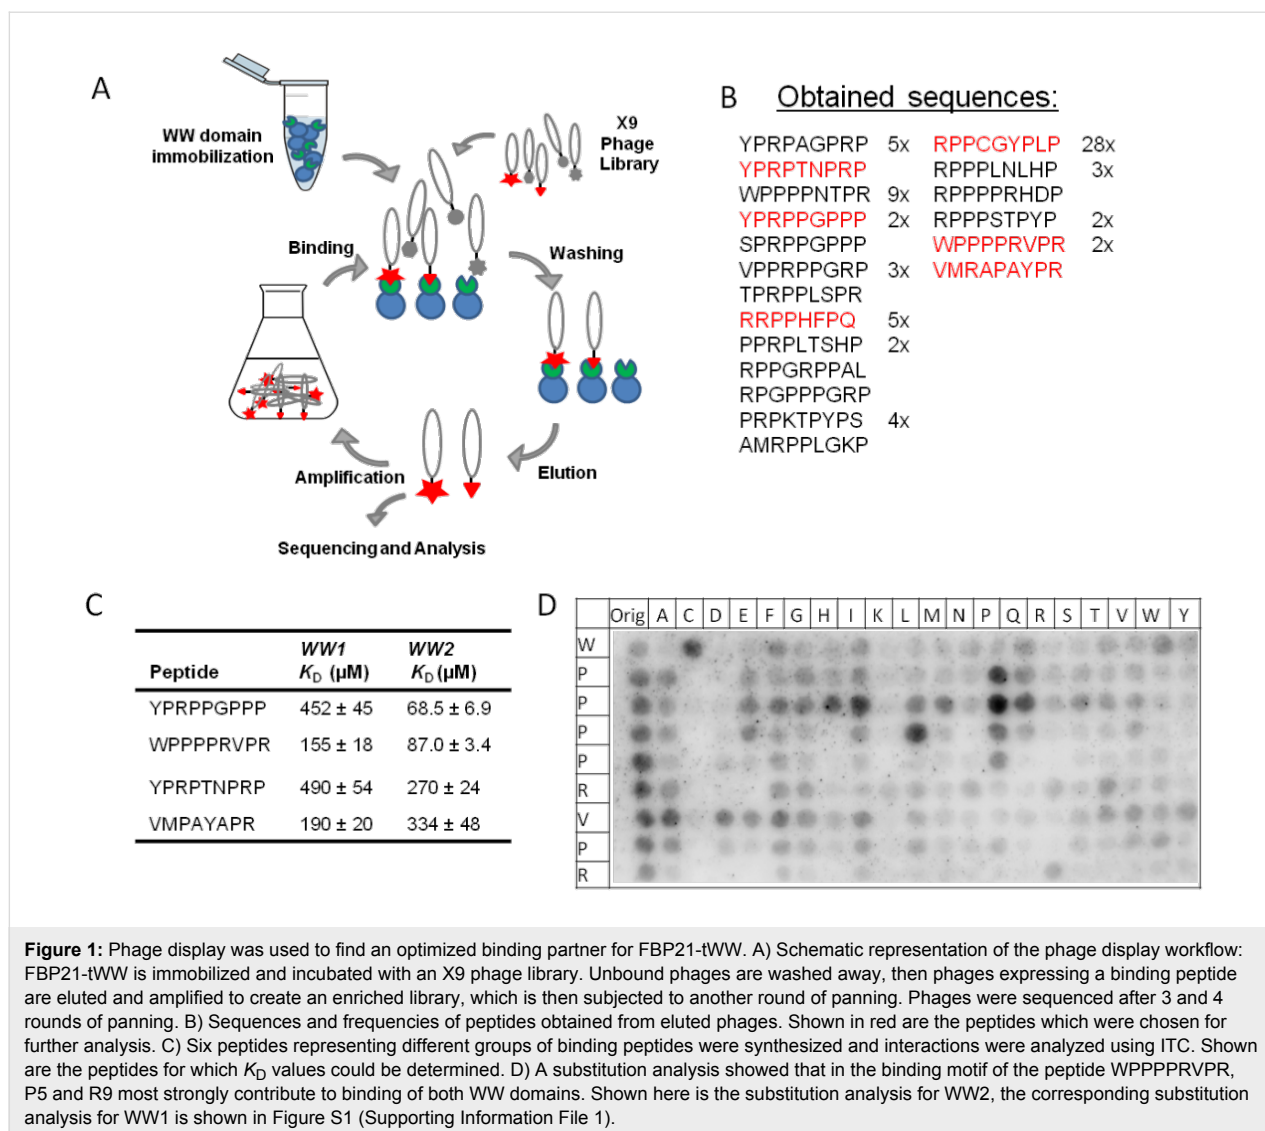 A
WW domain
immobilization
X9
Phage
Library
Binding
Washing
Amplification
Elution
Sequencing and Analysis
B Obtained sequences:
YPRPAGPRP 5x RPPCGYPLP 28x
YPRPTNPRP RPPPLNLHP 3x
WPPPPNTPR 9x RPPPPRHDP
YPRPPGPPP 2x RPPPSTPYP 2x
SPRPPGPPP WPPPPRVPR 2x
VPPRPPGRP 3x VMRAPAYPR
TPRPPLSPR
RRPPHFPQ 5x
PPRPLTSHP 2x
RPPGRPPAL
RPGPPPGRP
PRPKTPYPS 4x
AMRPPLGKP
C
WW1 WW2
Peptide KD (µM) KD (µM)
YPRPPGPPP 452 ± 45 68.5 ± 6.9
WPPPPRVPR 155 ± 18 87.0 ± 3.4
YPRPTNPRP 490 ± 54 270 ± 24
VMPAYAPR 190 ± 20 334 ± 48
D
Orig A C D E F G H I K L M N P Q R S T V W Y
W
P
P
P
P
R
V
P
R
Figure 1: Phage display was used to find an optimized binding partner for FBP21-tWW. A) Schematic representation of the phage display workflow:
FBP21-tWW is immobilized and incubated with an X9 phage library. Unbound phages are washed away, then phages expressing a binding peptide
are eluted and amplified to create an enriched library, which is then subjected to another round of panning. Phages were sequenced after 3 and 4
rounds of panning. B) Sequences and frequencies of peptides obtained from eluted phages. Shown in red are the peptides which were chosen for
further analysis. C) Six peptides representing different groups of binding peptides were synthesized and interactions were analyzed using ITC. Shown
are the peptides for which KD values could be determined. D) A substitution analysis showed that in the binding motif of the peptide WPPPPRVPR,
P5 and R9 most strongly contribute to binding of both WW domains. Shown here is the substitution analysis for WW2, the corresponding substitution
analysis for WW1 is shown in Figure S1 (Supporting Information File 1).